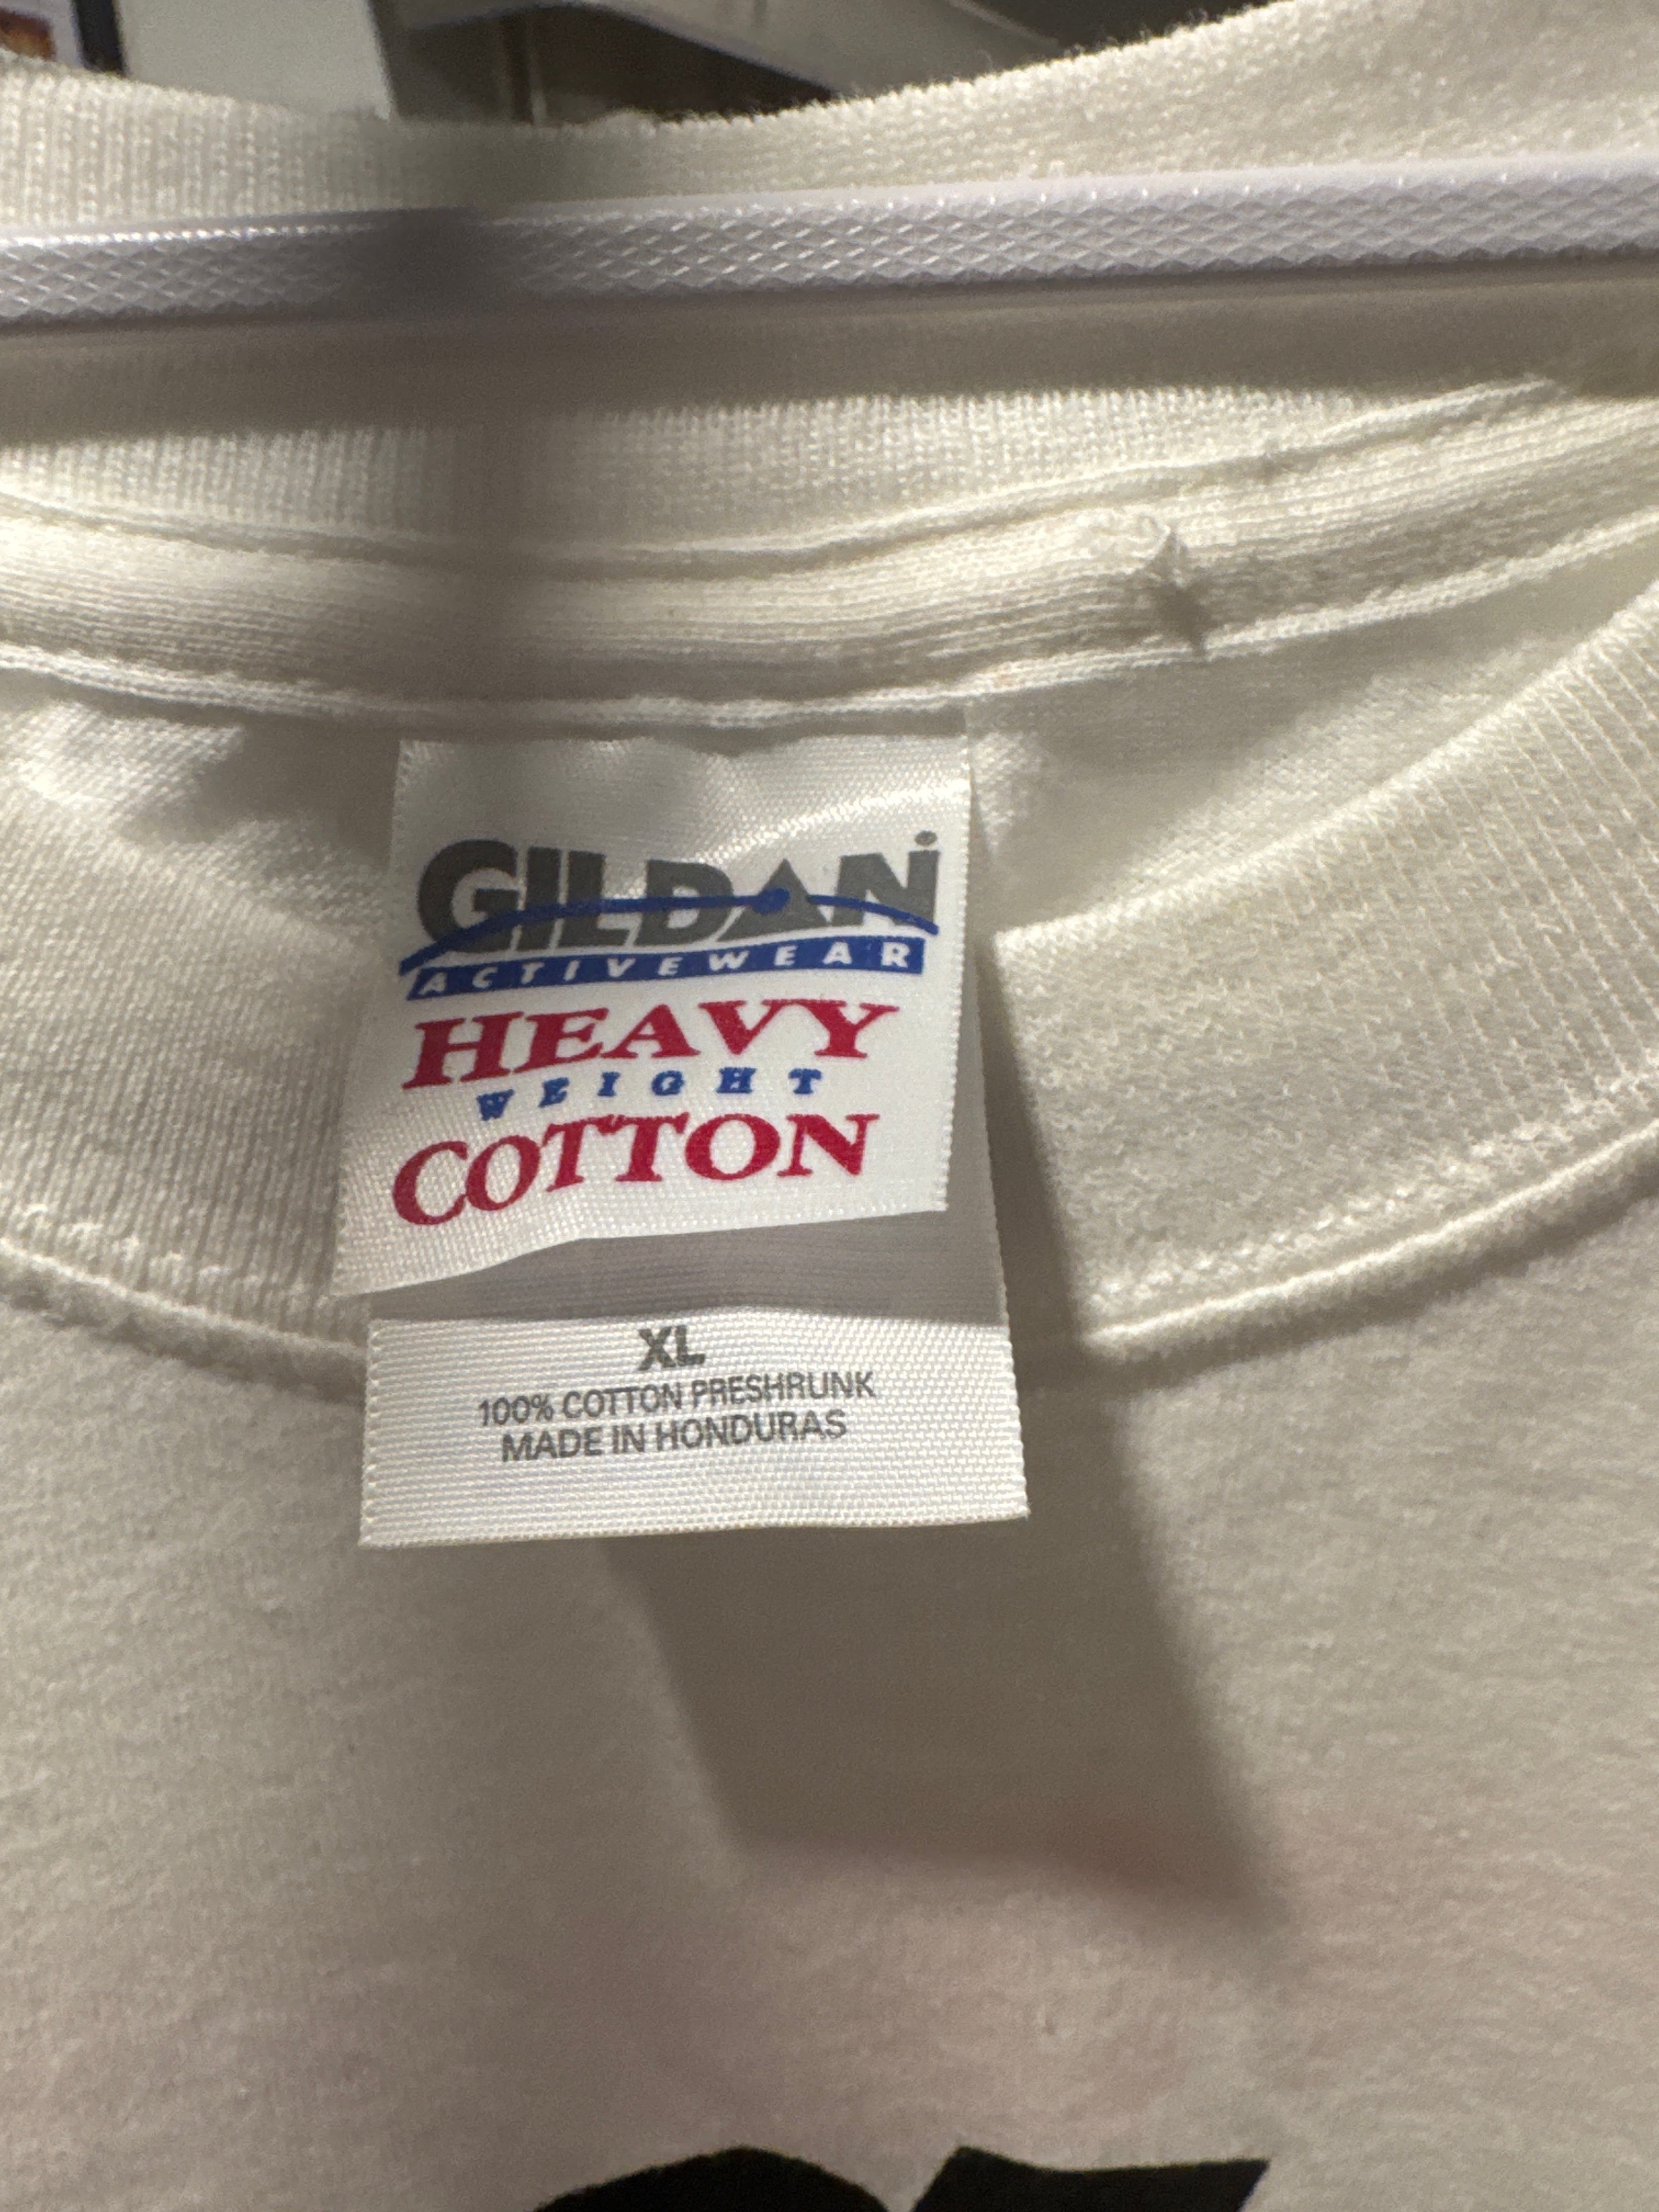 GILDAN
ACTIVEWEAR
HEAVY
WEIGHT
COTTON
XL
100% COTTON PRESHRUNK
MADE IN HONDURAS